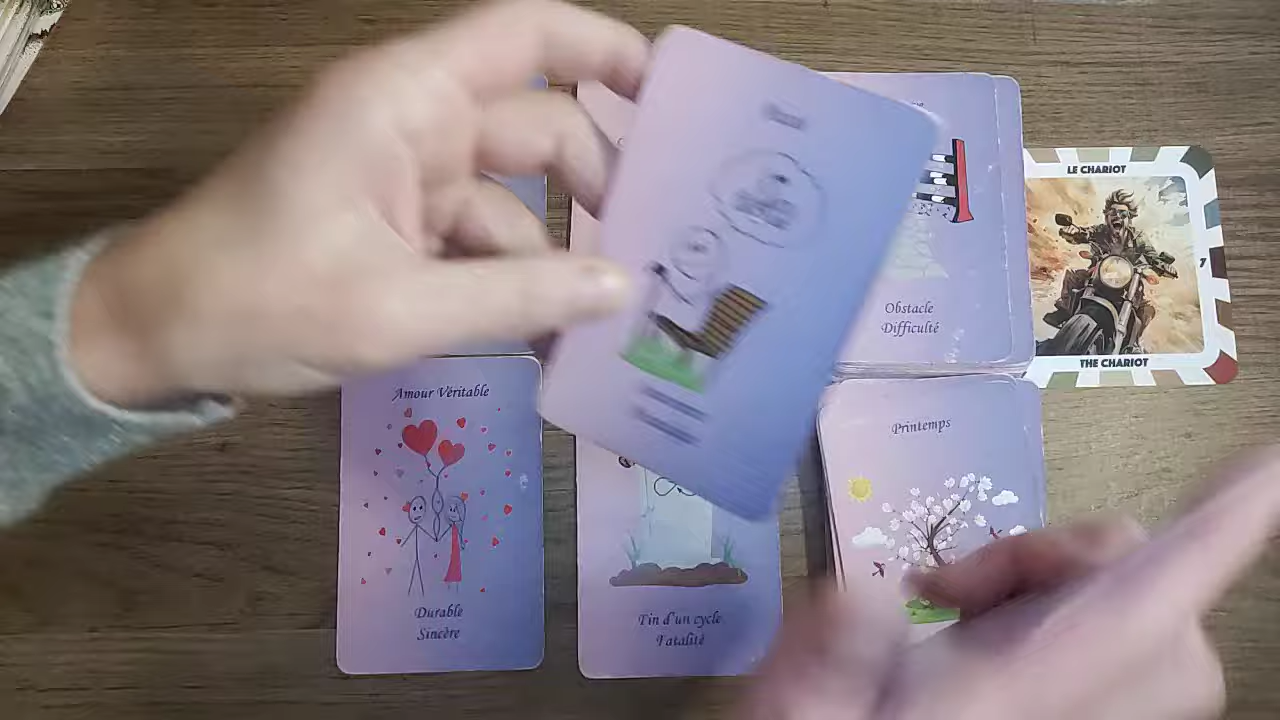 LE CHARIOT
7
Obstacle
Difficulté
THE CHARIOT
Amour Véritable
Durable
Sincère
Fin d'un cycle
Fatalité
Printemps